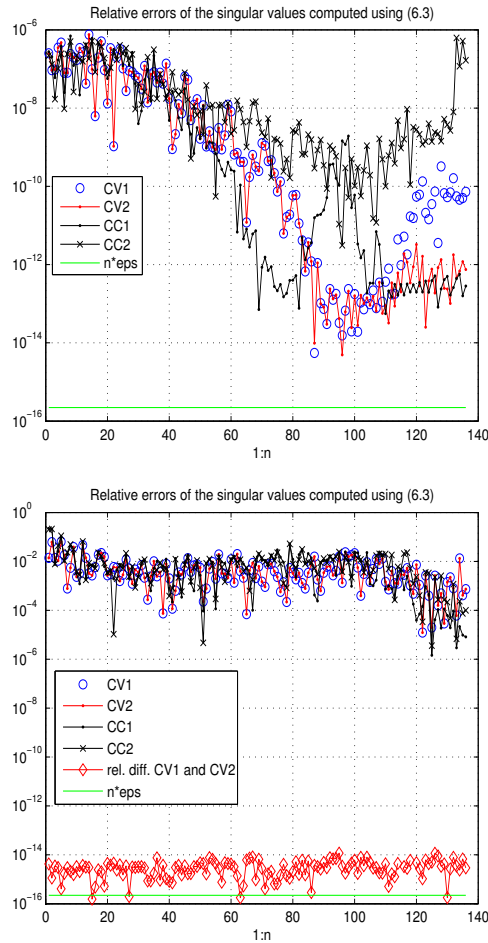 Relative errors of the singular values computed using (6.3)
10^-6
10^-8
10^-10
10^-12
10^-14
10^-16
CV1
CV2
CC1
CC2
n*eps
0 20 40 60 80 100 120 140
1:n
Relative errors of the singular values computed using (6.3)
10^0
10^-2
10^-4
10^-6
10^-8
10^-10
10^-12
10^-14
10^-16
CV1
CV2
CC1
CC2
rel. diff. CV1 and CV2
n*eps
0 20 40 60 80 100 120 140
1:n